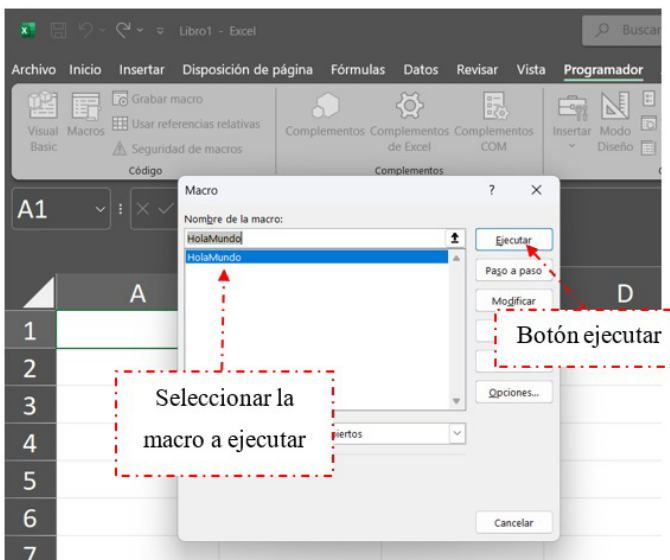 Libro1 - Excel
Buscar
Archivo Inicio Insertar Disposición de página Fórmulas Datos Revisar Vista Programador
Visual Basic
Macros
Grabar macro
Usar referencias relativas
Seguridad de macros
Código
Complementos
Complementos de Excel
Complementos COM
Complementos
Insertar
Modo Diseño
A1
Macro
? ×
Nombre de la macro:
HolaMundo
HolaMundo
Ejecutar
Paso a paso
Modificar
Opciones...
Cancelar
Botón ejecutar
Seleccionar la
macro a ejecutar
A
D
1
2
3
4
5
6
7